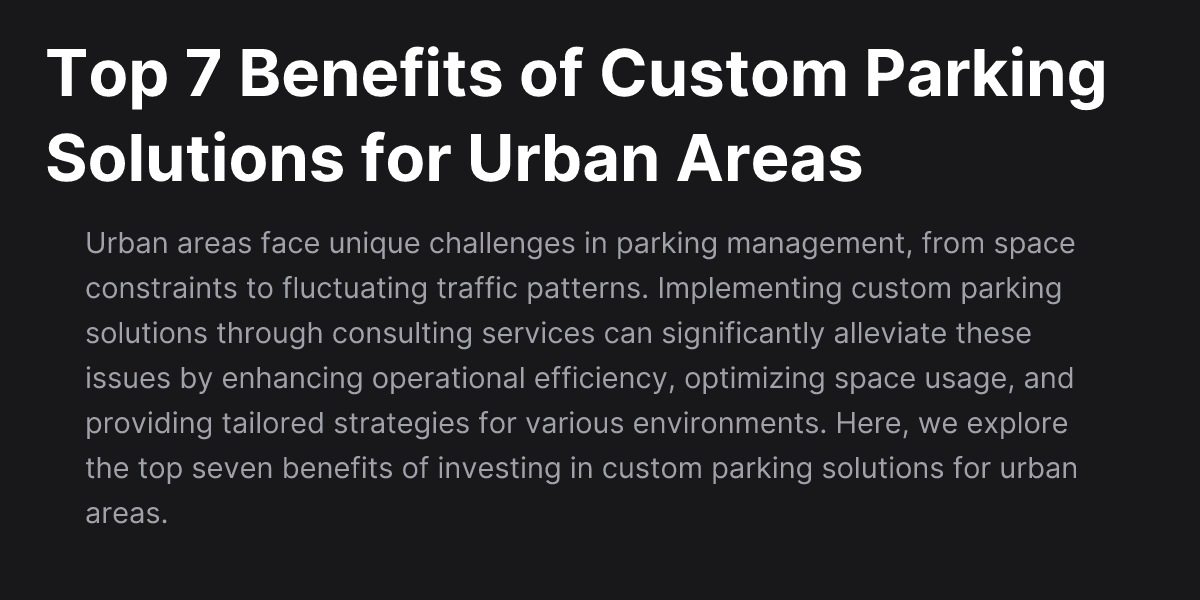 Top 7 Benefits of Custom Parking
Solutions for Urban Areas
Urban areas face unique challenges in parking management, from space
constraints to fluctuating traffic patterns. Implementing custom parking
solutions through consulting services can significantly alleviate these
issues by enhancing operational efficiency, optimizing space usage, and
providing tailored strategies for various environments. Here, we explore
the top seven benefits of investing in custom parking solutions for urban
areas.